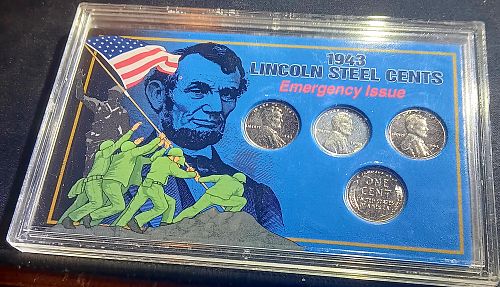 1943
LINCOLN STEEL CENTS
Emergency Issue
ONE
CENT